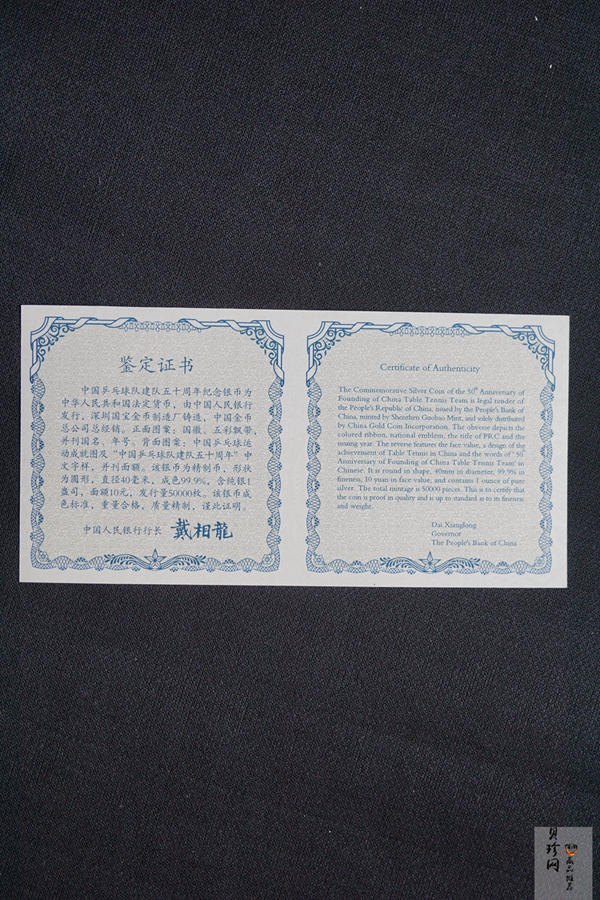 鉴定证书
中国乒乓球队建队五十周年纪念银币为
中华人民共和国法定货币，由中国人民银行
发行，深圳国宝金币制造厂铸造，中国金币
总公司总经销。正面图案：国徽、五彩飘带，
并刊国名、年号。背面图案：中国乒乓球运
动成就图及“中国乒乓球队建队五十周年”中
文字样，并刊面额。该银币为精制币，形状
为圆形，直径40毫米，成色99.9%，含纯银1
盎司，面额10元，发行量50000枚。该银币成
色标准，重量合格，质量精制，谨此证明。
中国人民银行行长 戴相龍
Certificate of Authenticity
The Commemorative Silver Coin of the 50th Anniversary of
Founding of China Table Tennis Team is legal tender of
the People's Republic of China, issued by the People's Bank of
China, minted by Shenzhen Guobao Mint, and solely distributed
by China Gold Coin Incorporation. The obverse depicts the
colored ribbon, national emblem, the title of PRC and the
issuing year. The reverse features the face value, a design of the
achievement of Table Tennis in China and the words of "50th
Anniversary of Founding of China Table Tennis Team" in
Chinese. It is round in shape, 40mm in diameter, 99.9% in
fineness, 10 yuan in face value, and contains 1 ounce of pure
silver. The total mintage is 50000 pieces. This is to certify that
the coin is proof in quality and is up to standard as to its fineness
and weight.
Dai Xianglong
Governor
The People's Bank of China
贝珍网